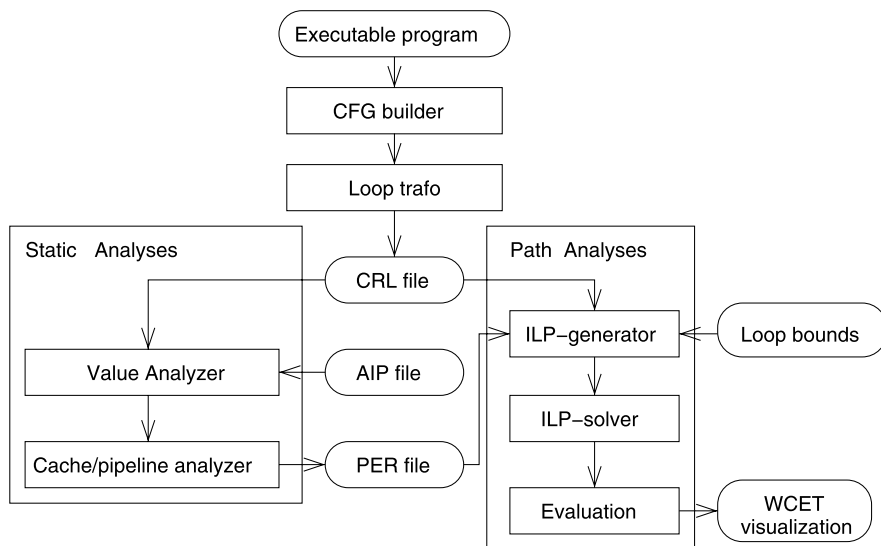 Executable program
CFG builder
Loop trafo
Static Analyses
Path Analyses
CRL file
ILP−generator
Loop bounds
Value Analyzer
AIP file
ILP−solver
Cache/pipeline analyzer
PER file
Evaluation
WCET
visualization